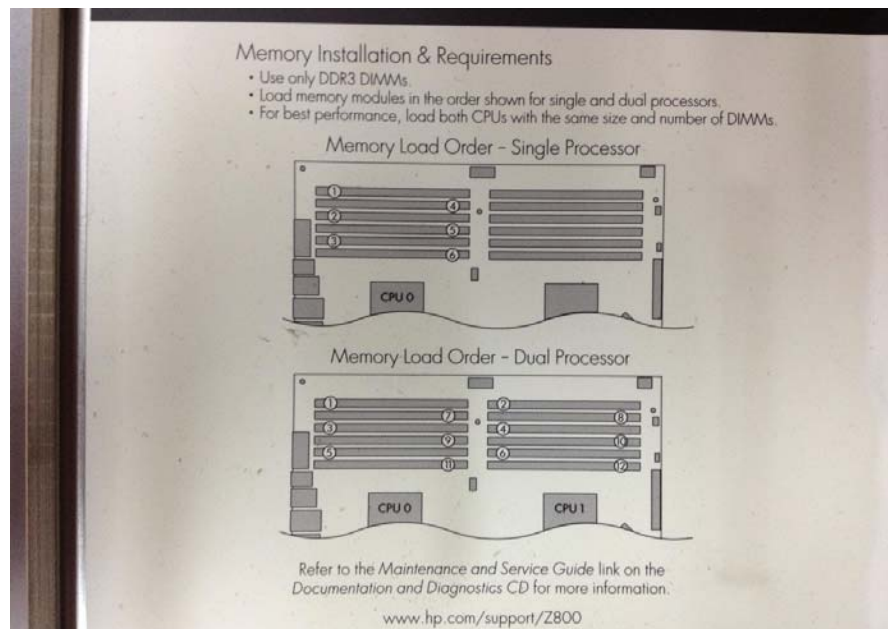 Memory Installation & Requirements
• Use only DDR3 DIMMs.
• Load memory modules in the order shown for single and dual processors.
• For best performance, load both CPUs with the same size and number of DIMMs.
Memory Load Order – Single Processor
1
4
2
5
3
6
CPU 0
Memory Load Order – Dual Processor
1 2
7 8
3 4
9 10
5 6
11 12
CPU 0 CPU 1
Refer to the Maintenance and Service Guide link on the
Documentation and Diagnostics CD for more information.
www.hp.com/support/Z800